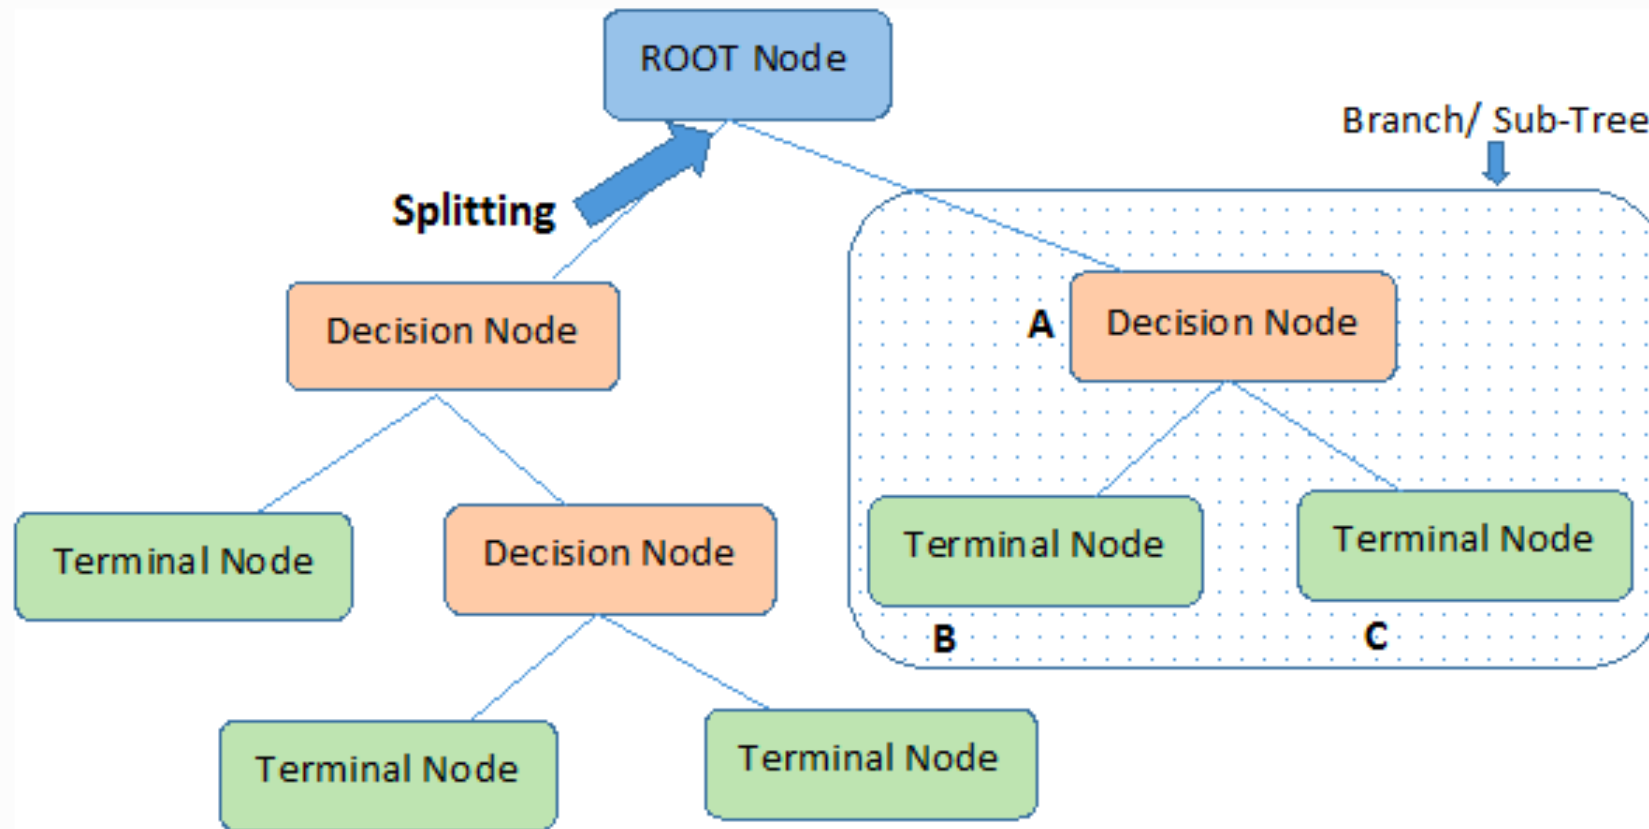 ROOT Node
Branch/ Sub-Tree
Splitting
Decision Node
A
Decision Node
Terminal Node
Decision Node
Terminal Node
Terminal Node
B
C
Terminal Node
Terminal Node